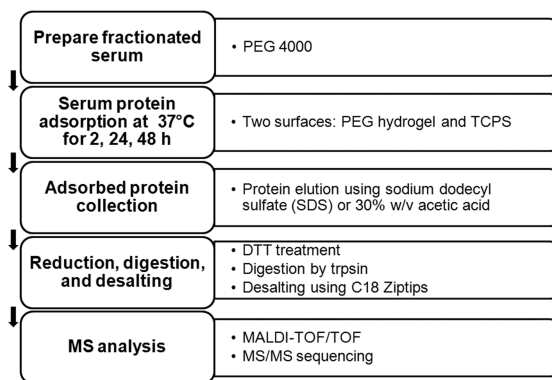 Prepare fractionated
serum
• PEG 4000
Serum protein
adsorption at 37°C
for 2, 24, 48 h
• Two surfaces: PEG hydrogel and TCPS
Adsorbed protein
collection
• Protein elution using sodium dodecyl
sulfate (SDS) or 30% w/v acetic acid
Reduction, digestion,
and desalting
• DTT treatment
• Digestion by trpsin
• Desalting using C18 Ziptips
MS analysis
• MALDI-TOF/TOF
• MS/MS sequencing